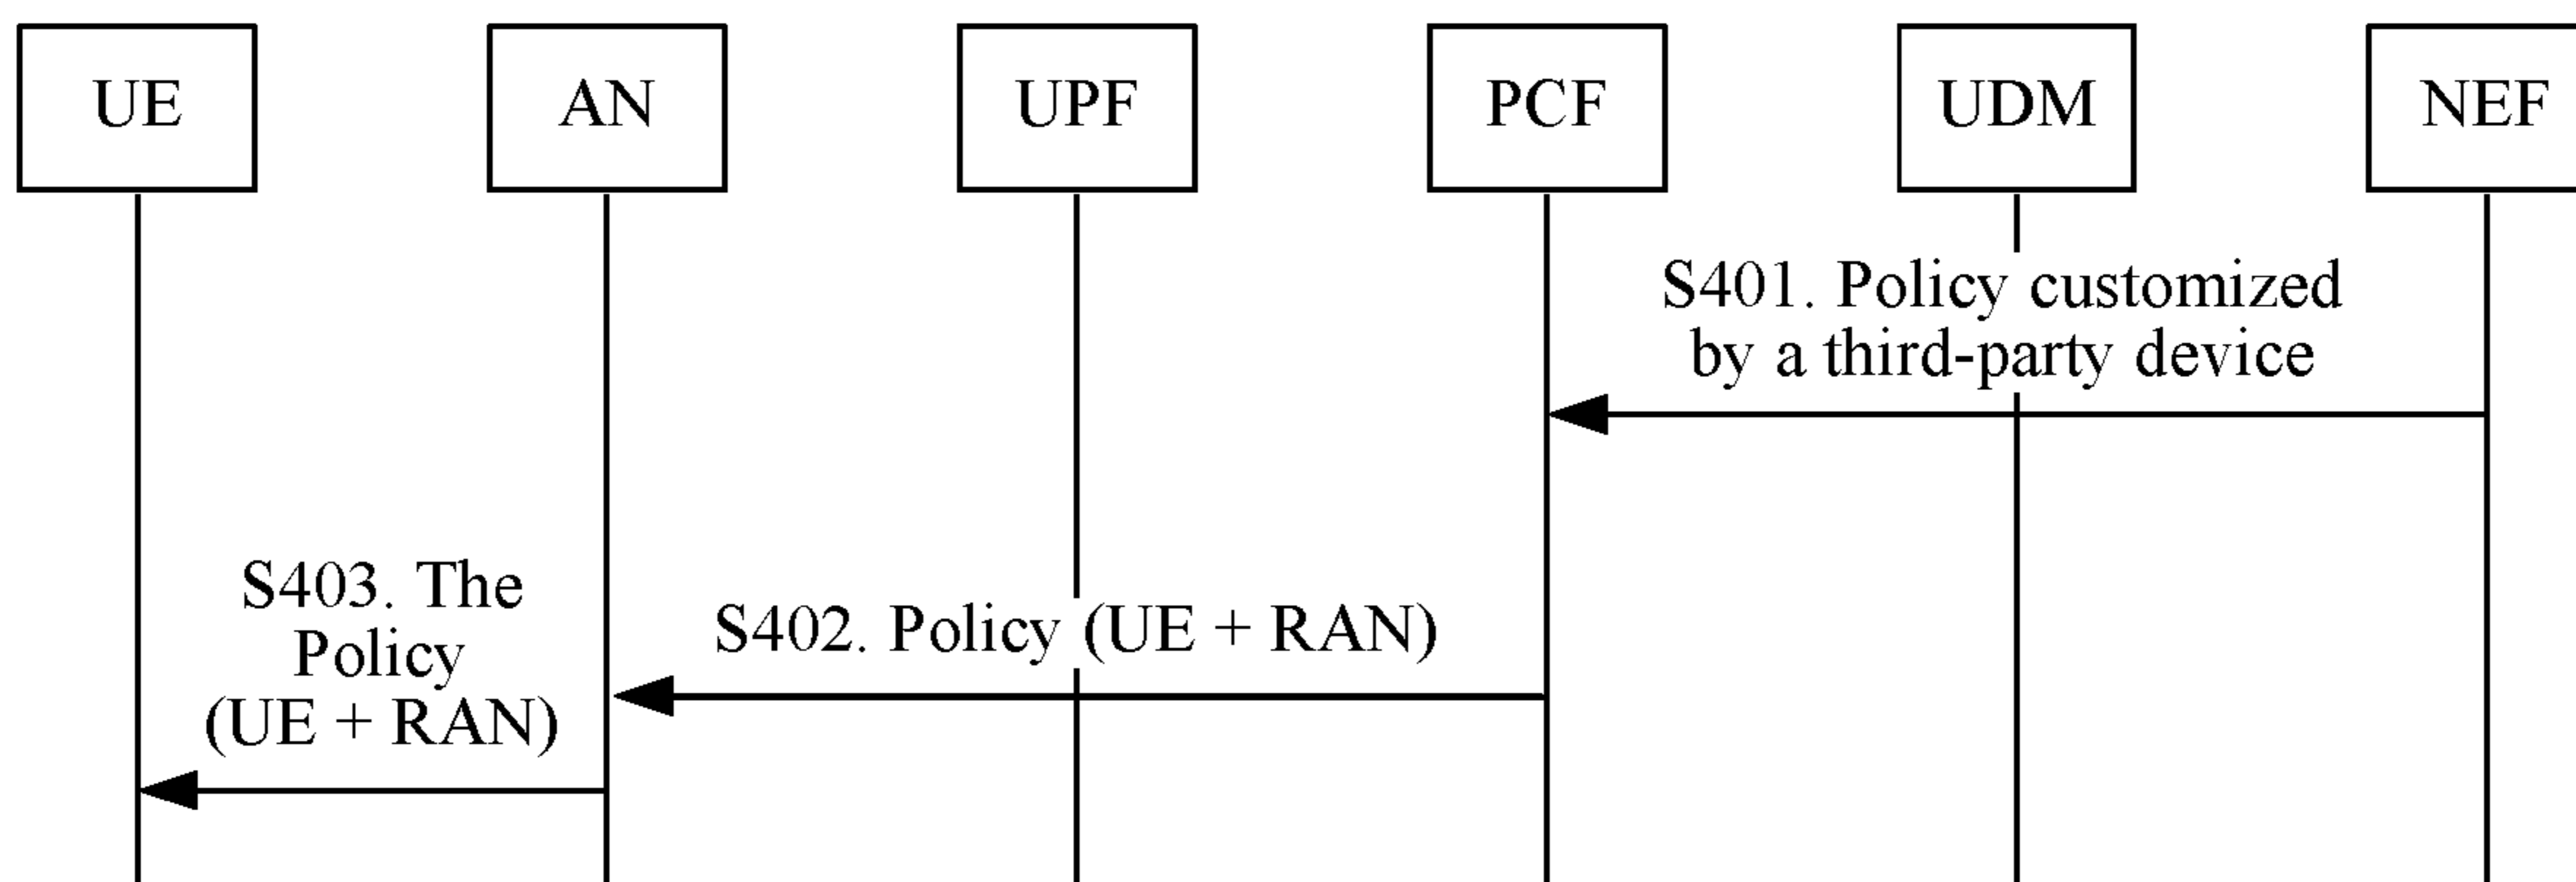 UE
AN
UPF
PCF
UDM
NEF
S401. Policy customized
by a third-party device
S403. The
Policy
(UE + RAN)
S402. Policy (UE + RAN)